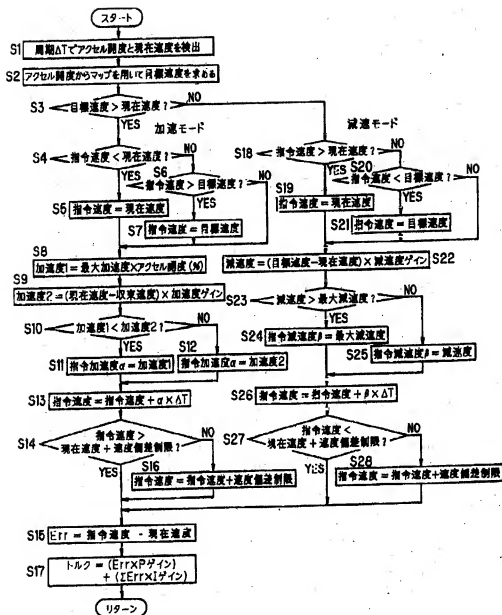 スタート
S1
周期ΔTでアクセル開度と現在速度を検出
S2
アクセル開度からマップを用いて目標速度を求める
S3
目標速度>現在速度?
NO
YES
加速モード
減速モード
S4
指令速度<現在速度?
NO
YES
S6
指令速度>目標速度?
NO
YES
S5
指令速度=現在速度
S7
指令速度=目標速度
S18
指令速度>現在速度?
NO
YES
S20
指令速度<目標速度?
NO
YES
S19
指令速度=現在速度
S21
指令速度=目標速度
S8
加速度1=最大加速度×アクセル開度(%)
S9
加速度2=(現在速度-収束速度)×加速度ゲイン
S10
加速度1<加速度2?
NO
YES
S11
指令加速度α=加速度1
S12
指令加速度α=加速度2
S13
指令速度=指令速度+α×ΔT
S14
指令速度>
現在速度+速度偏差制限?
NO
YES
S16
指令速度=指令速度+速度偏差制限
減速度=(目標速度-現在速度)×減速度ゲイン
S22
S23
減速度>最大減速度?
NO
YES
S24
指令減速度β=最大減速度
S25
指令減速度β=減速度
S26
指令速度=指令速度+β×ΔT
S27
指令速度<
現在速度+速度偏差制限?
NO
YES
S28
指令速度=指令速度+速度偏差制限
S15
Err=指令速度-現在速度
S17
トルク=(Err×Pゲイン)
+(ΣErr×Iゲイン)
リターン